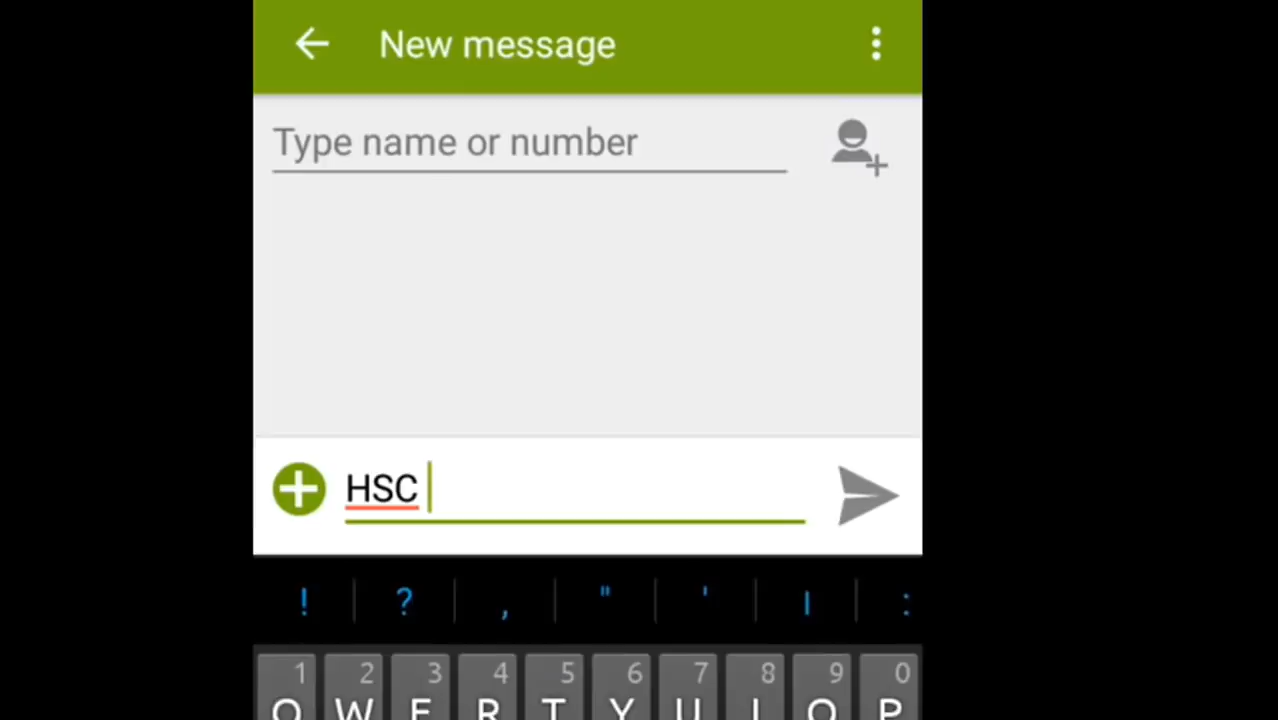 New message
Type name or number
HSC
! ? , " ' ı :
1 2 3 4 5 6 7 8 9 0
Q W E R T Y U I O P